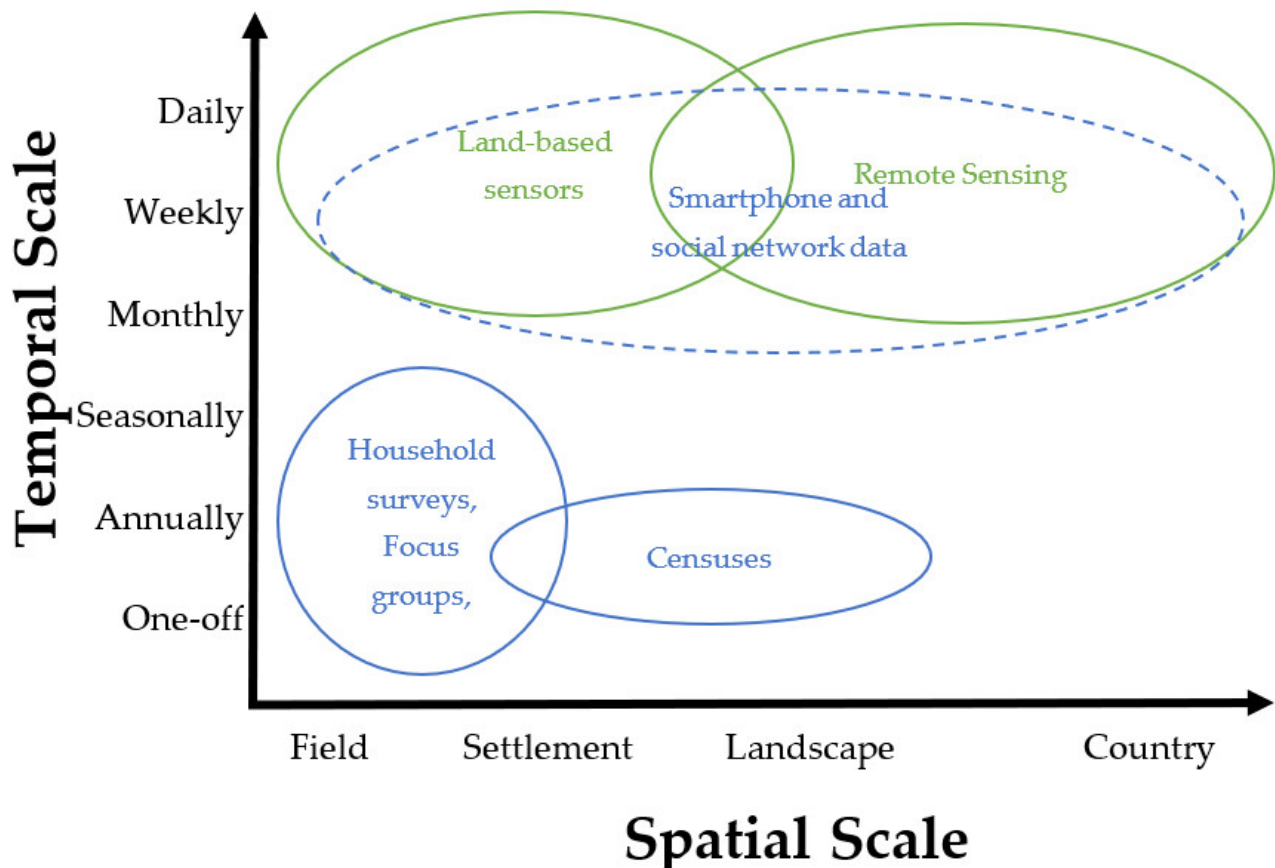 Temporal Scale
Daily
Weekly
Monthly
Seasonally
Annually
One-off
Land-based
sensors
Remote Sensing
Smartphone and
social network data
Household
surveys,
Focus
groups,
Censuses
Field
Settlement
Landscape
Country
Spatial Scale